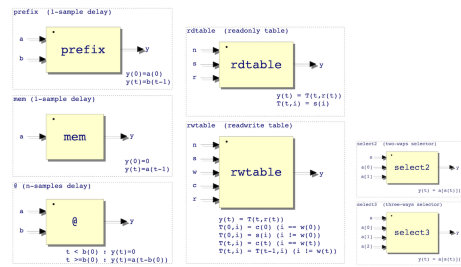 prefix (1-sample delay)
a
b
prefix
y
y(0)=a(0)
y(t)=b(t-1)
mem (1-sample delay)
a
mem
y
y(0)=0
y(t)=a(t-1)
@ (n-samples delay)
a
b
@
y
t < b(0) : y(t)=0
t >=b(0) : y(t)=a(t-b(0))
rdtable (readonly table)
n
s
r
rdtable
y
y(t) = T(t,r(t))
T(t,i) = s(i)
rwtable (readwrite table)
n
s
w
c
r
rwtable
y
y(t) = T(t,r(t))
T(0,i) = c(0) (i == w(0))
T(0,i) = s(i) (i != w(0))
T(t,i) = c(t) (i == w(t))
T(t,i) = T(t-1,i) (i != w(t))
select2 (two-ways selector)
s
a[0]
a[1]
select2
y
y(t) = a[s(t)]
select3 (three-ways selector)
s
a[0]
a[1]
a[2]
select3
y
y(t) = a[s(t)]